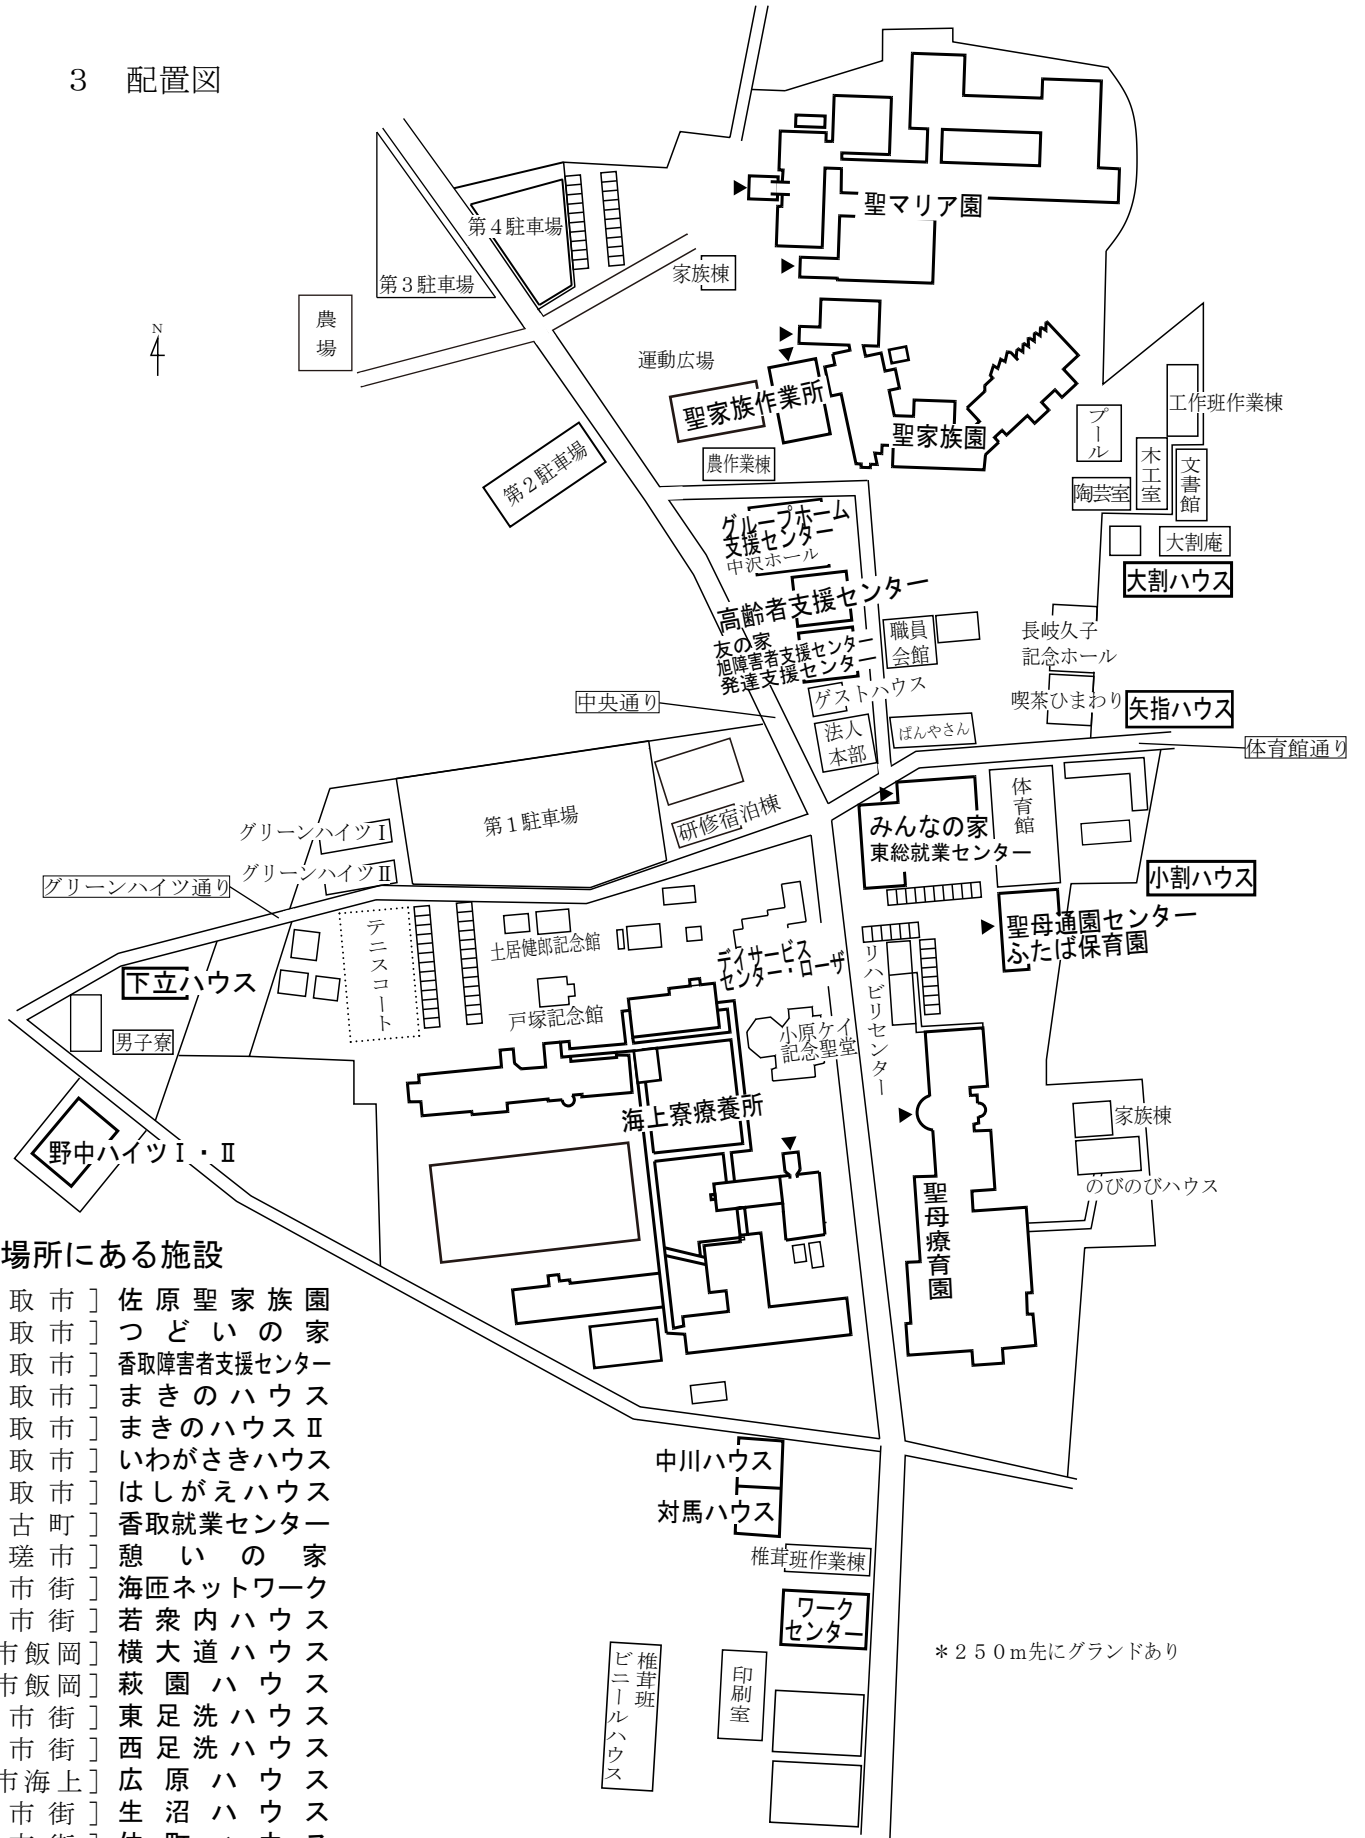 3 配置図
聖マリア園
第4駐車場
第3駐車場
家族棟
農場
N
運動広場
聖家族作業所
聖家族園
工作班作業棟
プール
木工室
文書館
陶芸室
農作業棟
第2駐車場
大割庵
大割ハウス
グループホーム
支援センター
中沢ホール
高齢者支援センター
友の家
旭障害者支援センター
発達支援センター
職員
会館
長岐久子
記念ホール
ゲストハウス
喫茶ひまわり
矢指ハウス
中央通り
法人
本部
ぱんやさん
体育館通り
体育館
第1駐車場
研修宿泊棟
みんなの家
東総就業センター
グリーンハイツⅠ
グリーンハイツⅡ
グリーンハイツ通り
小割ハウス
聖母通園センター
ふたば保育園
テニスコート
土居健郎記念館
デイサービス
センター・ローザ
リハビリセンター
下立ハウス
戸塚記念館
小原ケイ
記念聖堂
男子寮
海上寮療養所
家族棟
野中ハイツⅠ・Ⅱ
のびのびハウス
聖母療育園
場所にある施設
取市］佐原聖家族園
取市］つどいの家
取市］香取障害者支援センター
取市］まきのハウス
取市］まきのハウスⅡ
取市］いわがさきハウス
取市］はしがえハウス
古町］香取就業センター
瑳市］憩いの家
市街］海匝ネットワーク
市街］若衆内ハウス
市飯岡］横大道ハウス
市飯岡］萩園ハウス
市街］東足洗ハウス
市街］西足洗ハウス
市海上］広原ハウス
市街］生沼ハウス
中川ハウス
対馬ハウス
椎茸班作業棟
ワーク
センター
椎茸班
ビニールハウス
印刷室
＊250m先にグランドあり